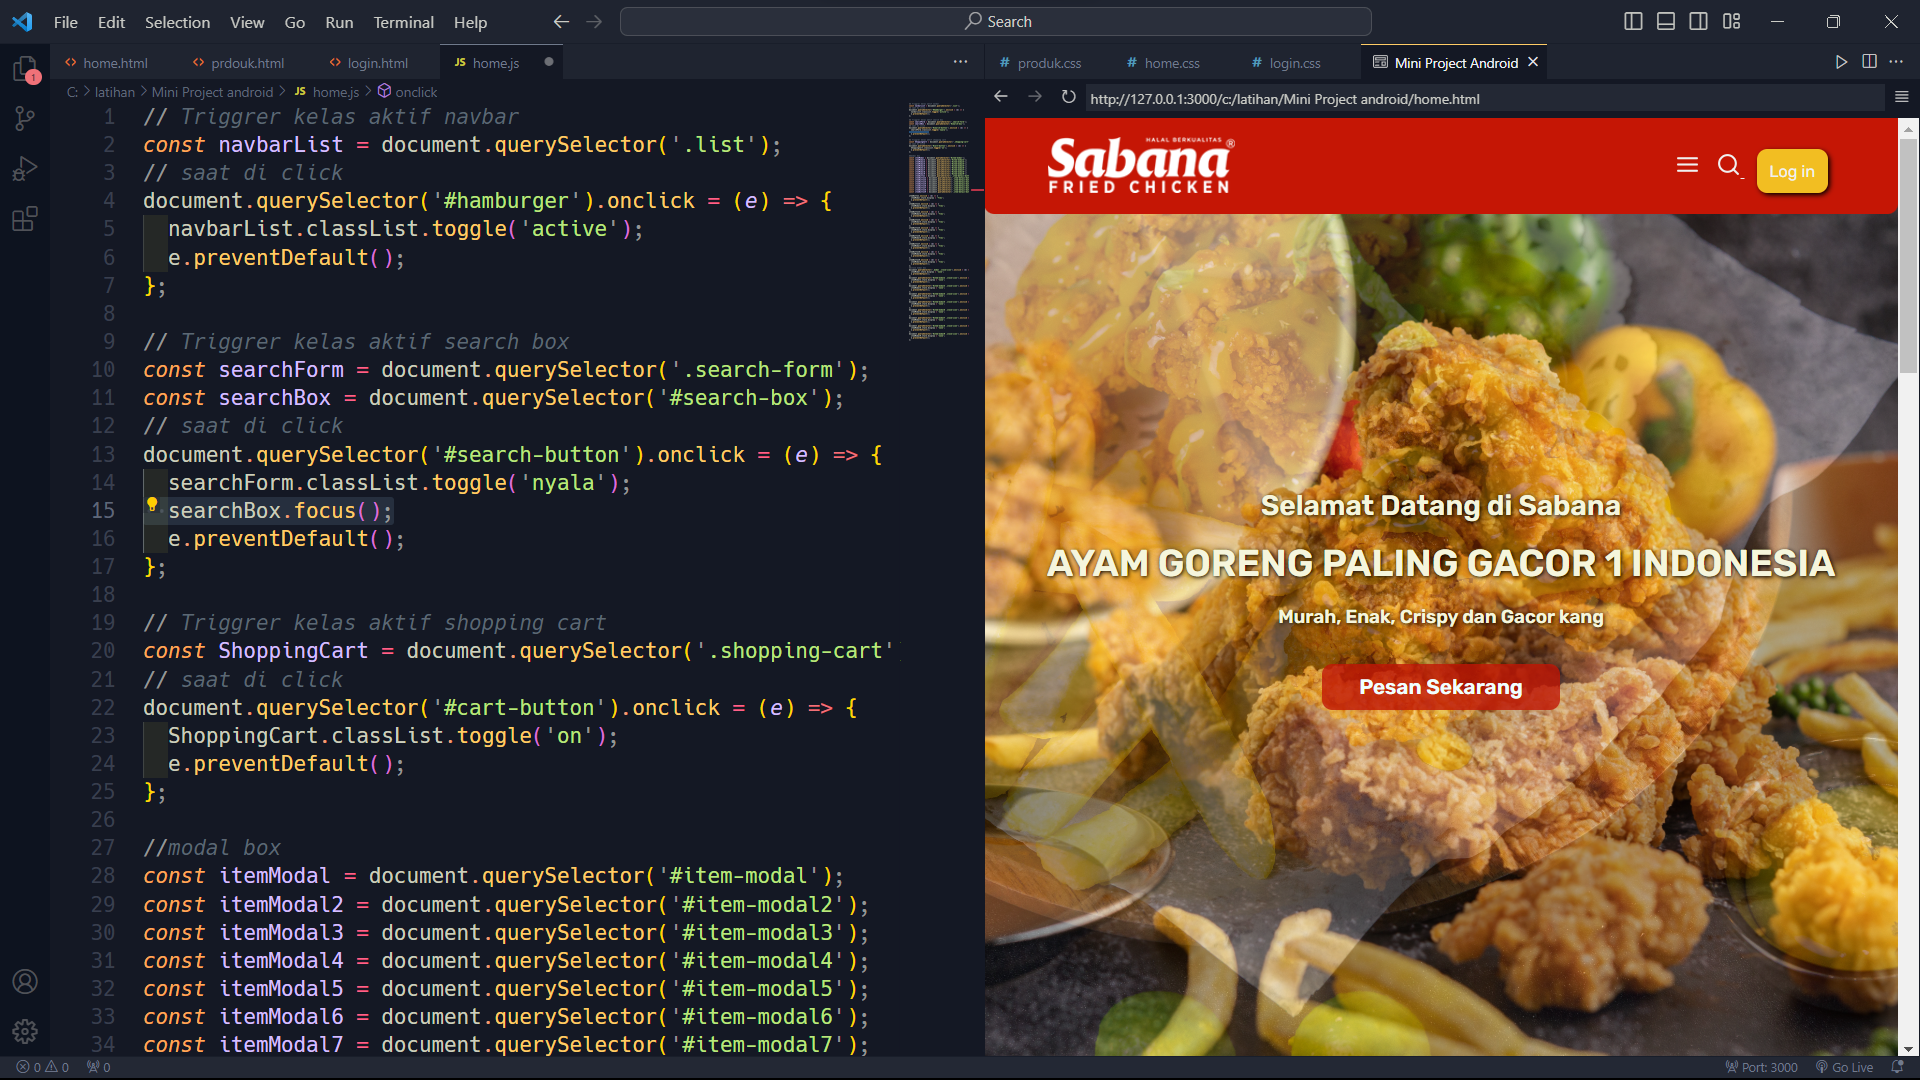 File Edit Selection View Go Run Terminal Help
Search
home.html prdouk.html login.html JS home.js
# produk.css # home.css # login.css Mini Project Android
C: > latihan > Mini Project android > JS home.js > onclick
http://127.0.0.1:3000/c:/latihan/Mini Project android/home.html
1 // Triggrer kelas aktif navbar
2 const navbarList = document.querySelector('.list');
3 // saat di click
4 document.querySelector('#hamburger').onclick = (e) => {
5 navbarList.classList.toggle('active');
6 e.preventDefault();
7 };
8
9 // Triggrer kelas aktif search box
10 const searchForm = document.querySelector('.search-form');
11 const searchBox = document.querySelector('#search-box');
12 // saat di click
13 document.querySelector('#search-button').onclick = (e) => {
14 searchForm.classList.toggle('nyala');
15 searchBox.focus();
16 e.preventDefault();
17 };
18
19 // Triggrer kelas aktif shopping cart
20 const ShoppingCart = document.querySelector('.shopping-cart'
21 // saat di click
22 document.querySelector('#cart-button').onclick = (e) => {
23 ShoppingCart.classList.toggle('on');
24 e.preventDefault();
25 };
26
27 //modal box
28 const itemModal = document.querySelector('#item-modal');
29 const itemModal2 = document.querySelector('#item-modal2');
30 const itemModal3 = document.querySelector('#item-modal3');
31 const itemModal4 = document.querySelector('#item-modal4');
32 const itemModal5 = document.querySelector('#item-modal5');
33 const itemModal6 = document.querySelector('#item-modal6');
34 const itemModal7 = document.querySelector('#item-modal7');
HALAL BERKUALITAS
Sabana®
FRIED CHICKEN
Log in
Selamat Datang di Sabana
AYAM GORENG PALING GACOR 1 INDONESIA
Murah, Enak, Crispy dan Gacor kang
Pesan Sekarang
1
0 0 0
Port: 3000 Go Live